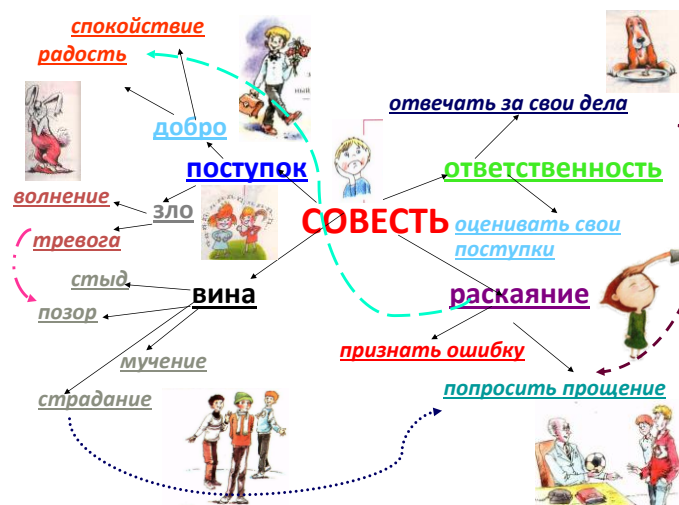 спокойствие
радость
отвечать за свои дела
добро
поступок
ответственность
волнение
зло
СОВЕСТЬ
оценивать свои
поступки
тревога
стыд
вина
раскаяние
позор
признать ошибку
мучение
попросить прощение
страдание